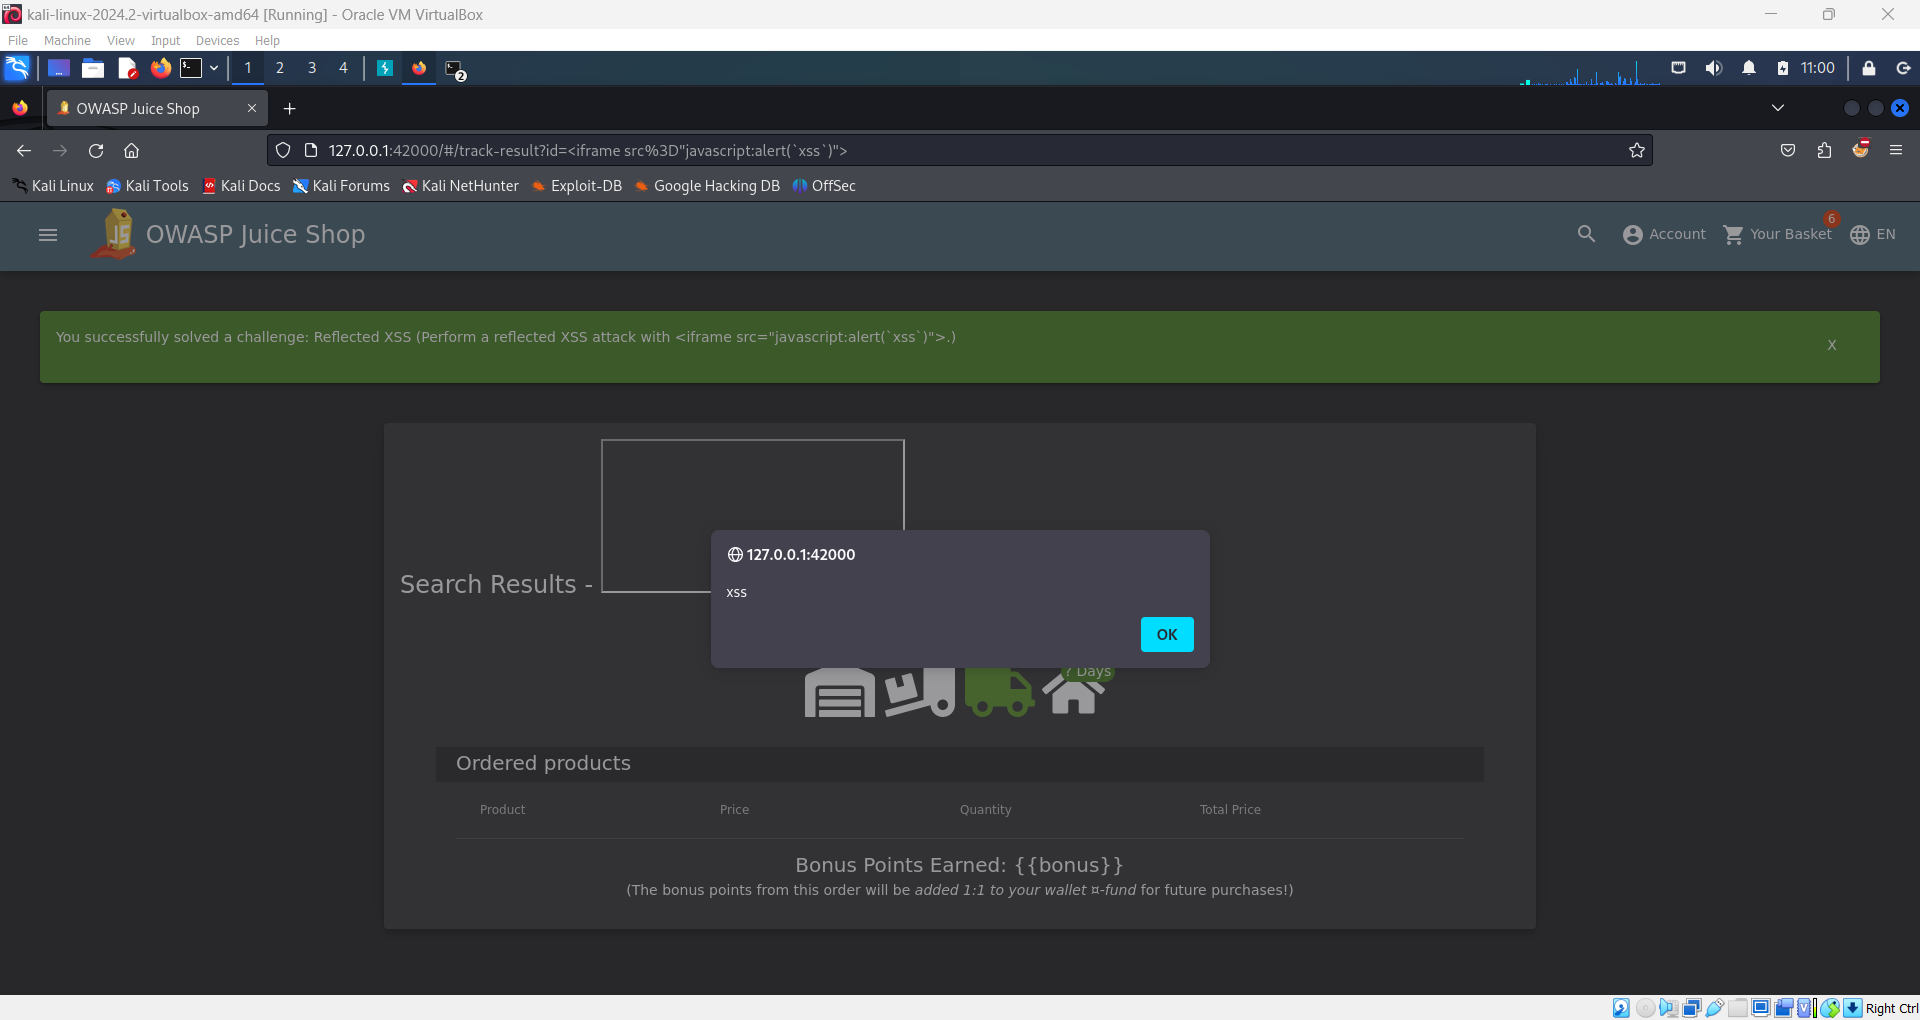 kali-linux-2024.2-virtualbox-amd64 [Running] - Oracle VM VirtualBox
File Machine View Input Devices Help
1 2 3 4 2 11:00
OWASP Juice Shop
127.0.0.1:42000/#/track-result?id=<iframe src%3D"javascript:alert(`xss`)">
Kali Linux Kali Tools Kali Docs Kali Forums Kali NetHunter Exploit-DB Google Hacking DB OffSec
OWASP Juice Shop Account Your Basket 6 EN
You successfully solved a challenge: Reflected XSS (Perform a reflected XSS attack with <iframe src="javascript:alert(`xss`)">.) X
127.0.0.1:42000
Search Results -
xss
OK
? Days
Ordered products
Product Price Quantity Total Price
Bonus Points Earned: {{bonus}}
(The bonus points from this order will be added 1:1 to your wallet ¤-fund for future purchases!)
Right Ctrl